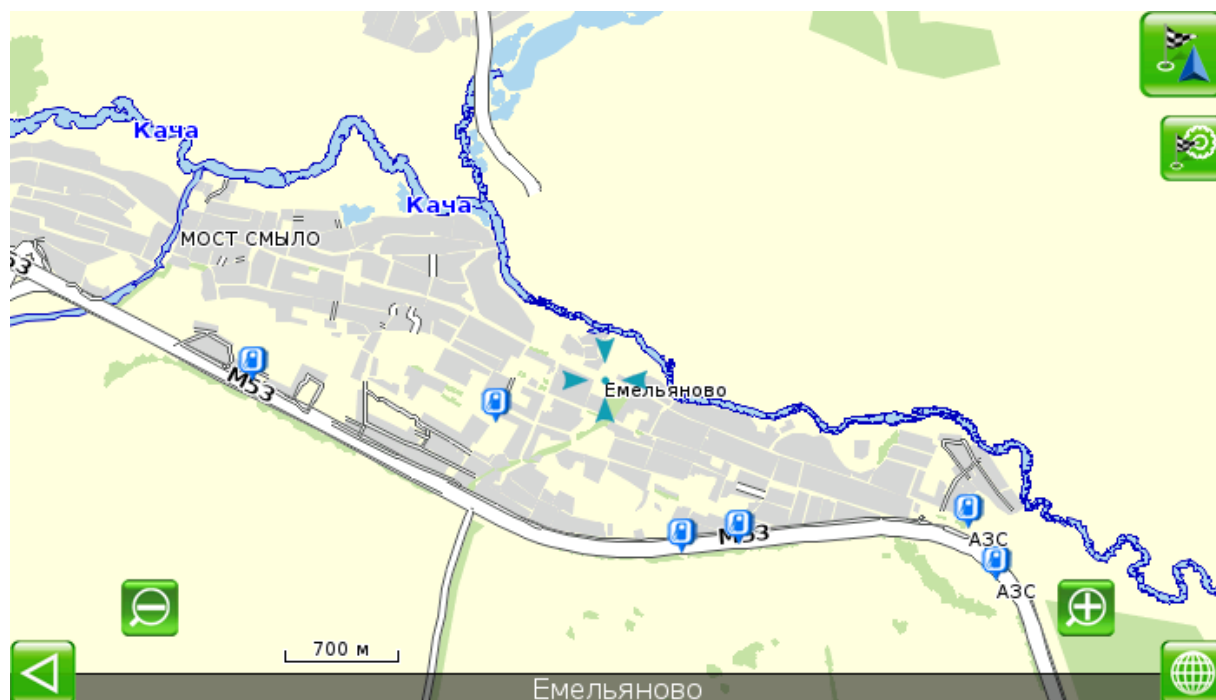 Кача
Кача
МОСТ СМЫЛО
М53
Емельяново
М53
АЗС
АЗС
700 м
Емельяново